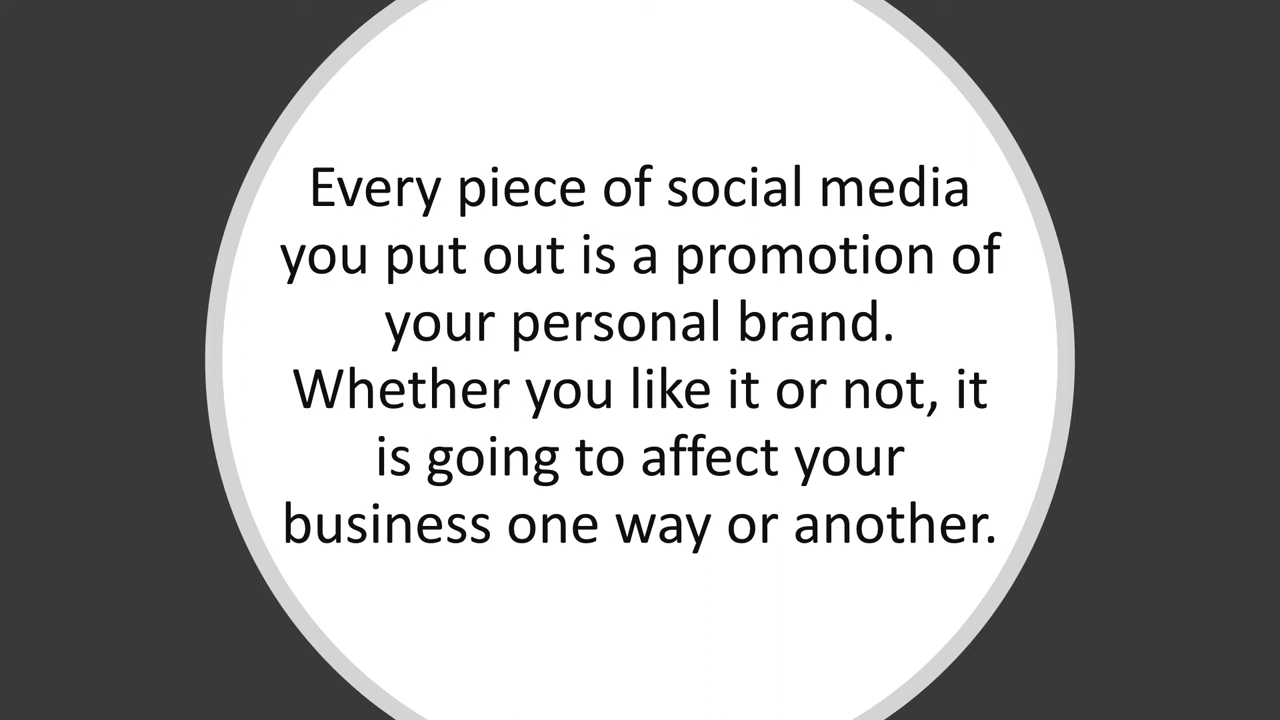 Every piece of social media
you put out is a promotion of
your personal brand.
Whether you like it or not, it
is going to affect your
business one way or another.